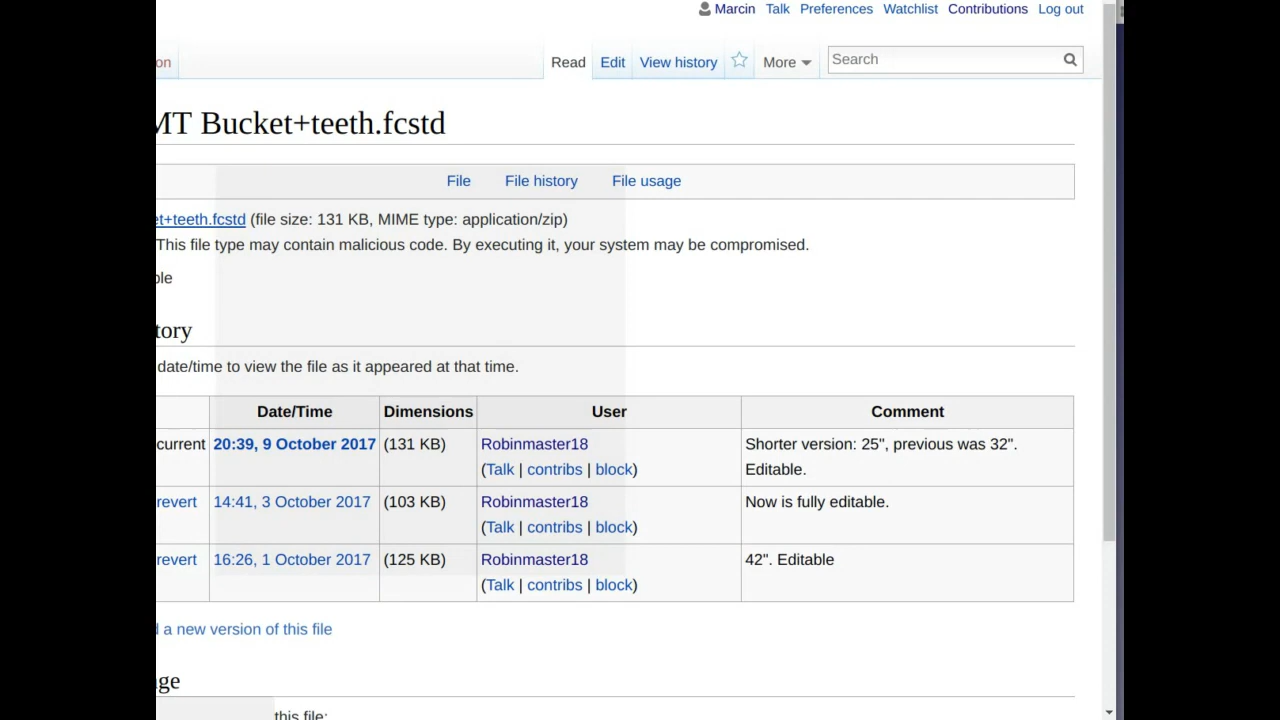 Marcin Talk Preferences Watchlist Contributions Log out
on Read Edit View history More Search
MT Bucket+teeth.fcstd
File File history File usage
et+teeth.fcstd (file size: 131 KB, MIME type: application/zip)
This file type may contain malicious code. By executing it, your system may be compromised.
ble
tory
date/time to view the file as it appeared at that time.
Date/Time Dimensions User Comment
current 20:39, 9 October 2017 (131 KB) Robinmaster18 Shorter version: 25", previous was 32".
(Talk | contribs | block) Editable.
revert 14:41, 3 October 2017 (103 KB) Robinmaster18 Now is fully editable.
(Talk | contribs | block)
revert 16:26, 1 October 2017 (125 KB) Robinmaster18 42". Editable
(Talk | contribs | block)
d a new version of this file
ge
this file: